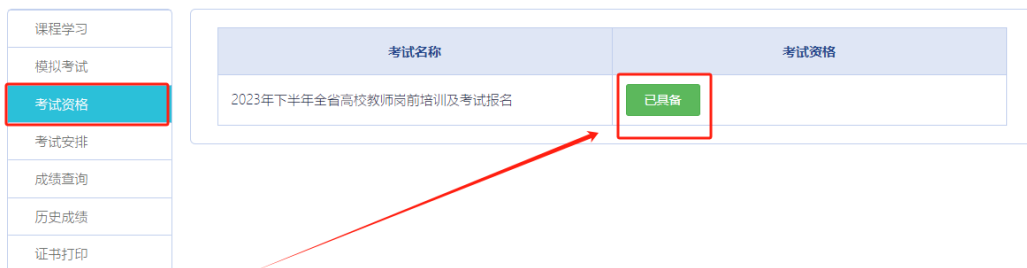 课程学习
模拟考试
考试资格
考试安排
成绩查询
历史成绩
证书打印
考试名称 考试资格
2023年下半年全省高校教师岗前培训及考试报名 已具备